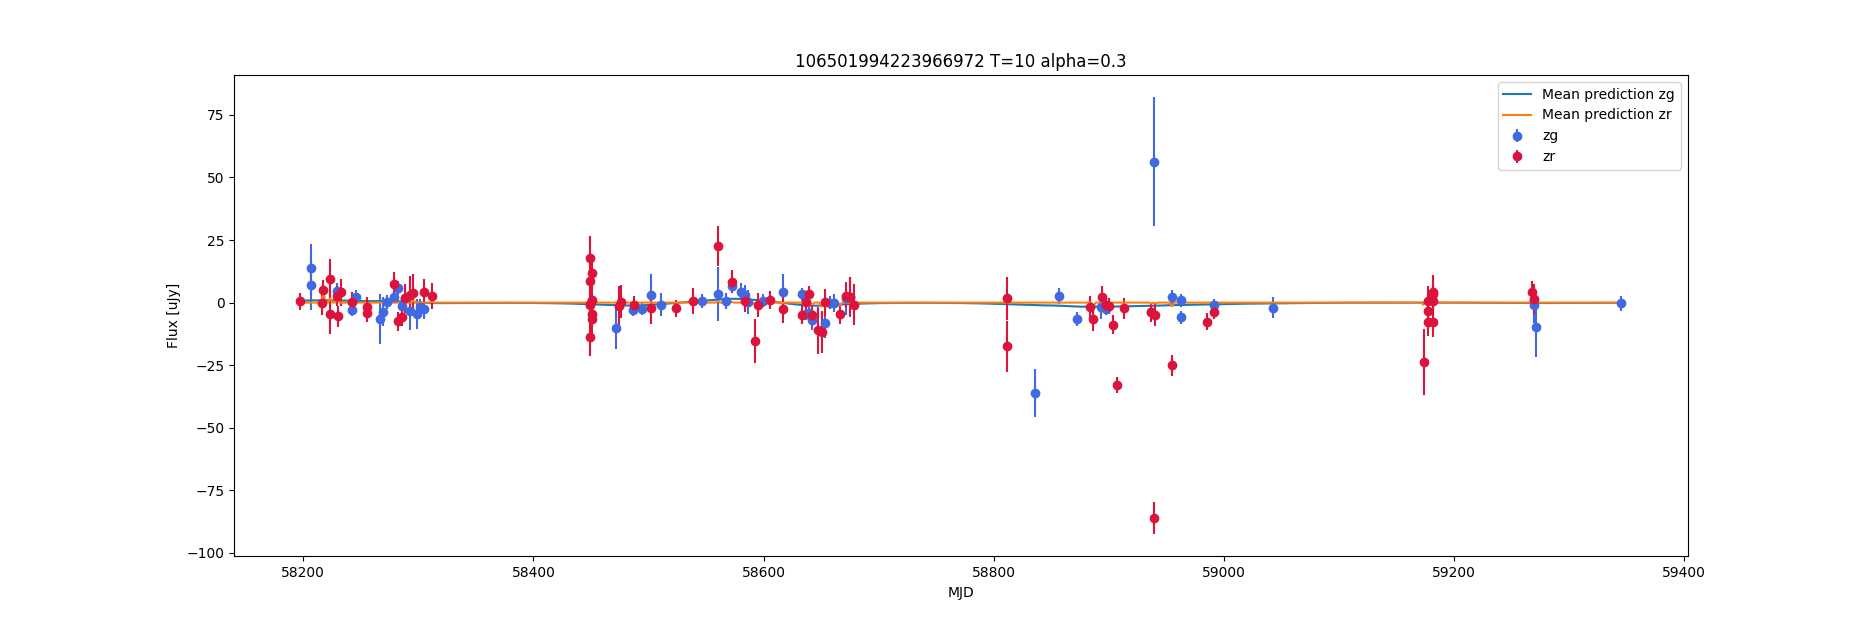 106501994223966972 T=10 alpha=0.3
Mean prediction zg
Mean prediction zr
zg
zr
Flux [uJy]
75
50
25
0
−25
−50
−75
−100
58200 58400 58600 58800 59000 59200 59400
MJD